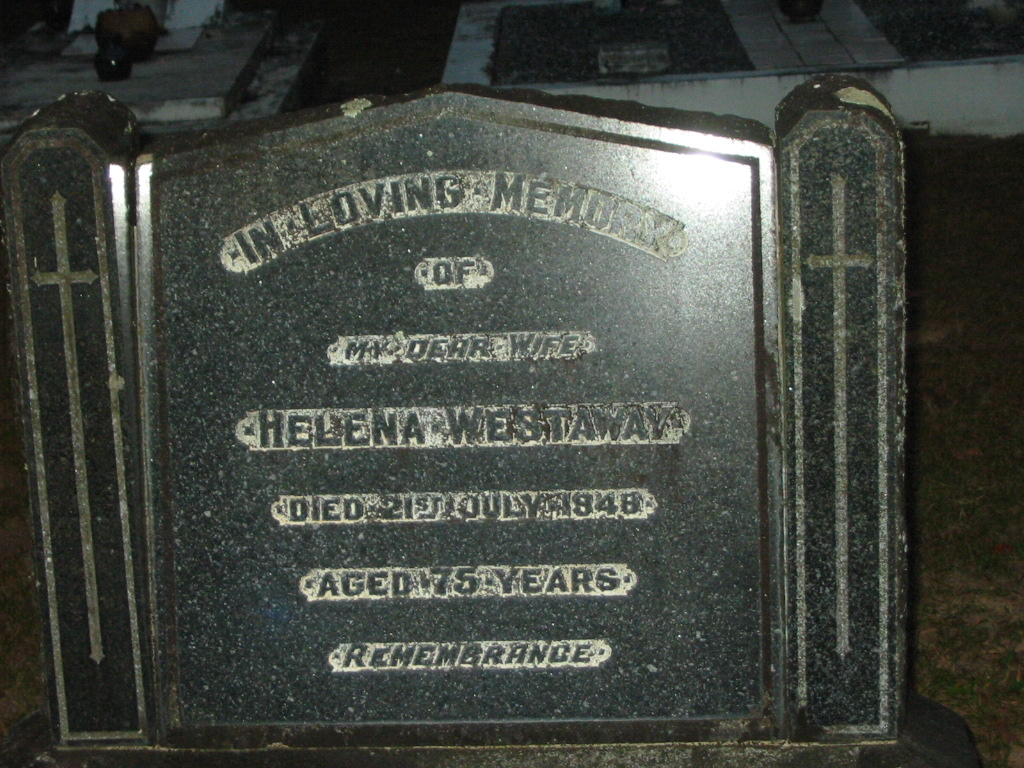 IN LOVING MEMORY
OF
MY DEAR WIFE
HELENA WESTAWAY
DIED 21ST JULY 1948
AGED 75 YEARS
REMEMBRANCE